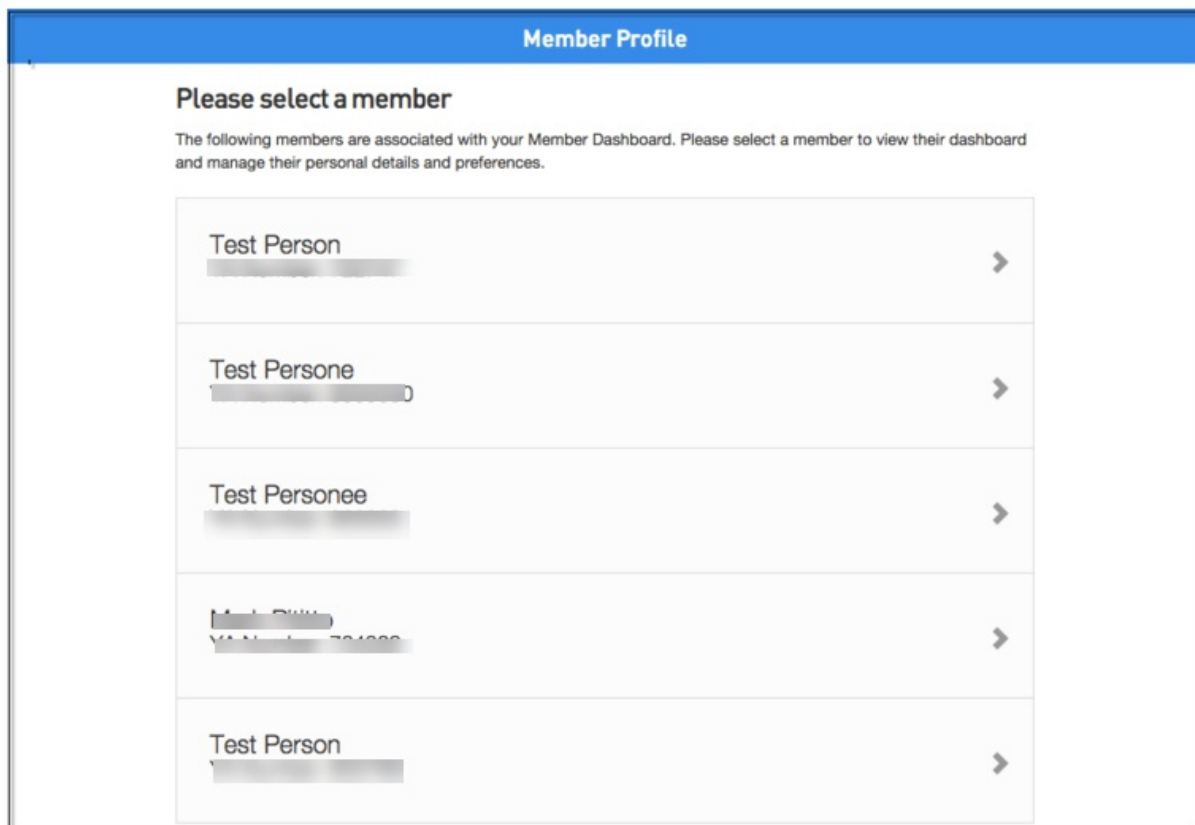 Member Profile
Please select a member
The following members are associated with your Member Dashboard. Please select a member to view their dashboard
and manage their personal details and preferences.
Test Person
Test Persone
Test Personee
Test Person